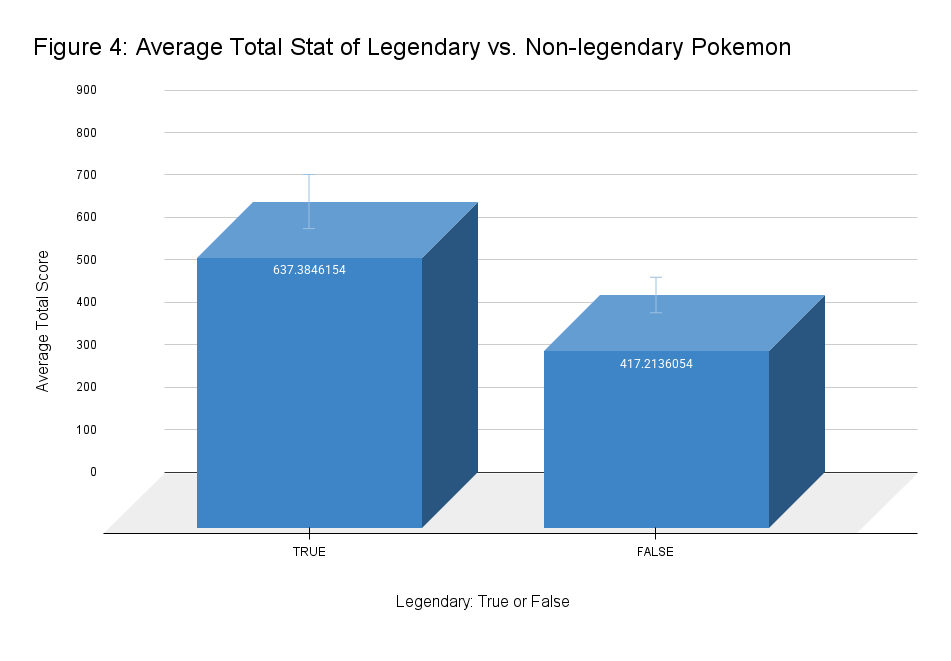 Figure 4: Average Total Stat of Legendary vs. Non-legendary Pokemon
900
800
700
600
500
400
300
200
100
0
Average Total Score
637.3846154
417.2136054
TRUE
FALSE
Legendary: True or False